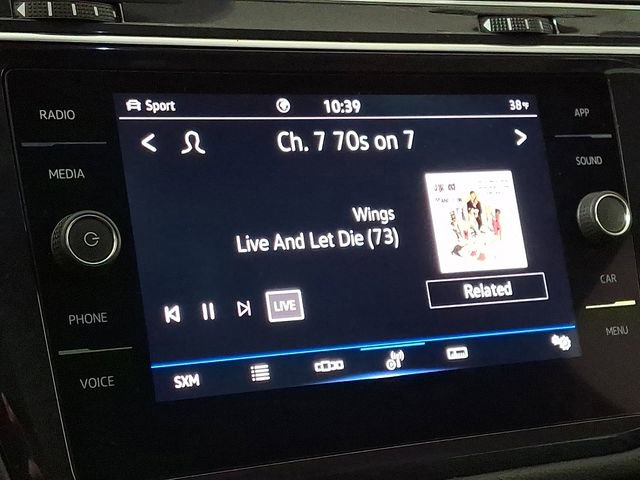 Sport
10:39
38°F
RADIO
MEDIA
PHONE
VOICE
Ch. 7 70s on 7
Wings
Live And Let Die (73)
LIVE
Related
SXM
APP
SOUND
CAR
MENU